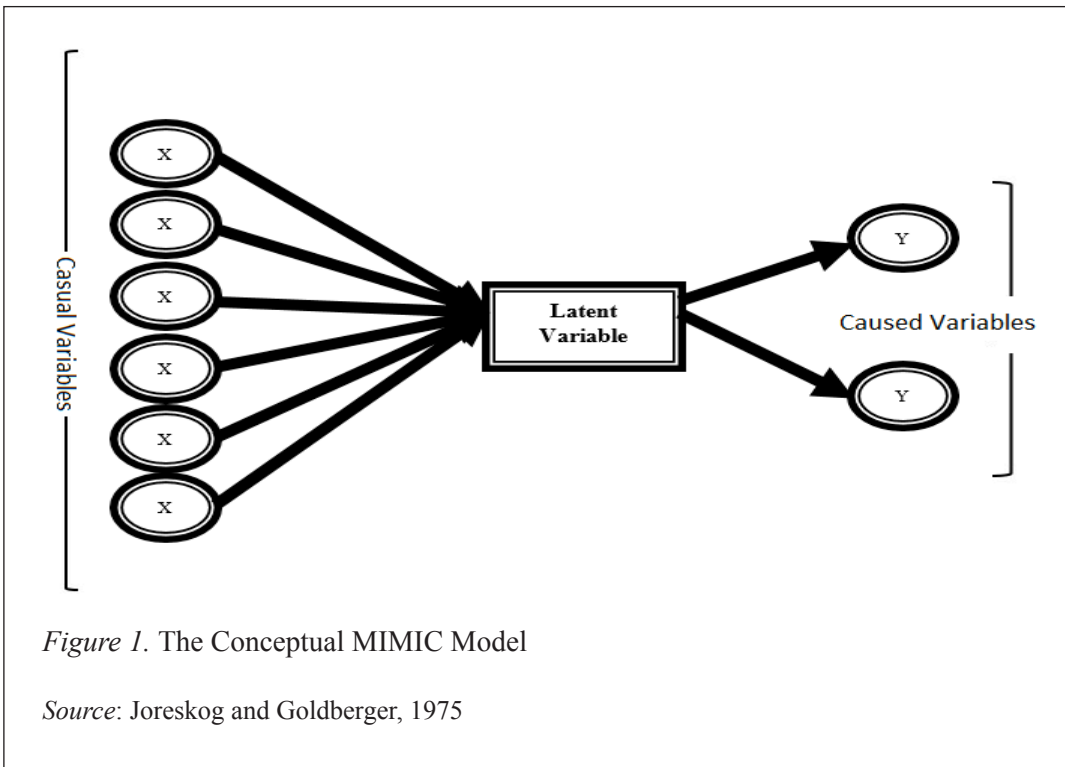 Casual Variables
X
X
X
X
X
X
Latent
Variable
Y
Y
Caused Variables
Figure 1. The Conceptual MIMIC Model
Source: Joreskog and Goldberger, 1975